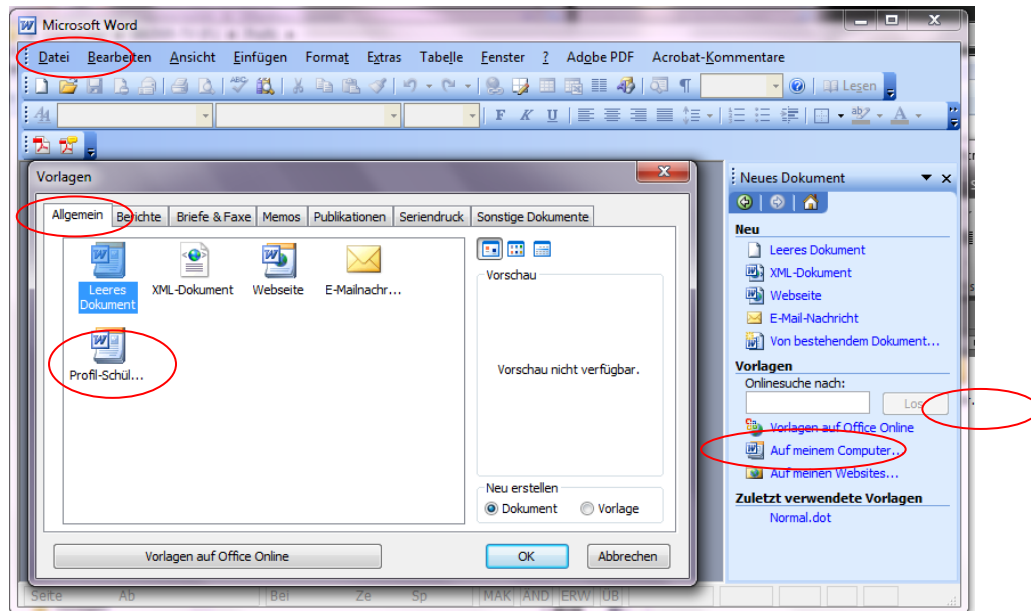 Microsoft Word
Datei Bearbeiten Ansicht Einfügen Format Extras Tabelle Fenster ? Adobe PDF Acrobat-Kommentare
Lesen
F K U
Vorlagen
Allgemein Berichte Briefe & Faxe Memos Publikationen Seriendruck Sonstige Dokumente
Leeres Dokument
XML-Dokument
Webseite
E-Mailnachr...
Profil-Schül...
Vorschau
Vorschau nicht verfügbar.
Neu erstellen
Dokument Vorlage
Vorlagen auf Office Online
OK Abbrechen
Neues Dokument
Neu
Leeres Dokument
XML-Dokument
Webseite
E-Mail-Nachricht
Von bestehendem Dokument...
Vorlagen
Onlinesuche nach:
Los
Vorlagen auf Office Online
Auf meinem Computer...
Auf meinen Websites...
Zuletzt verwendete Vorlagen
Normal.dot
Seite Ab Bei Ze Sp MAK ÄND ERW ÜB